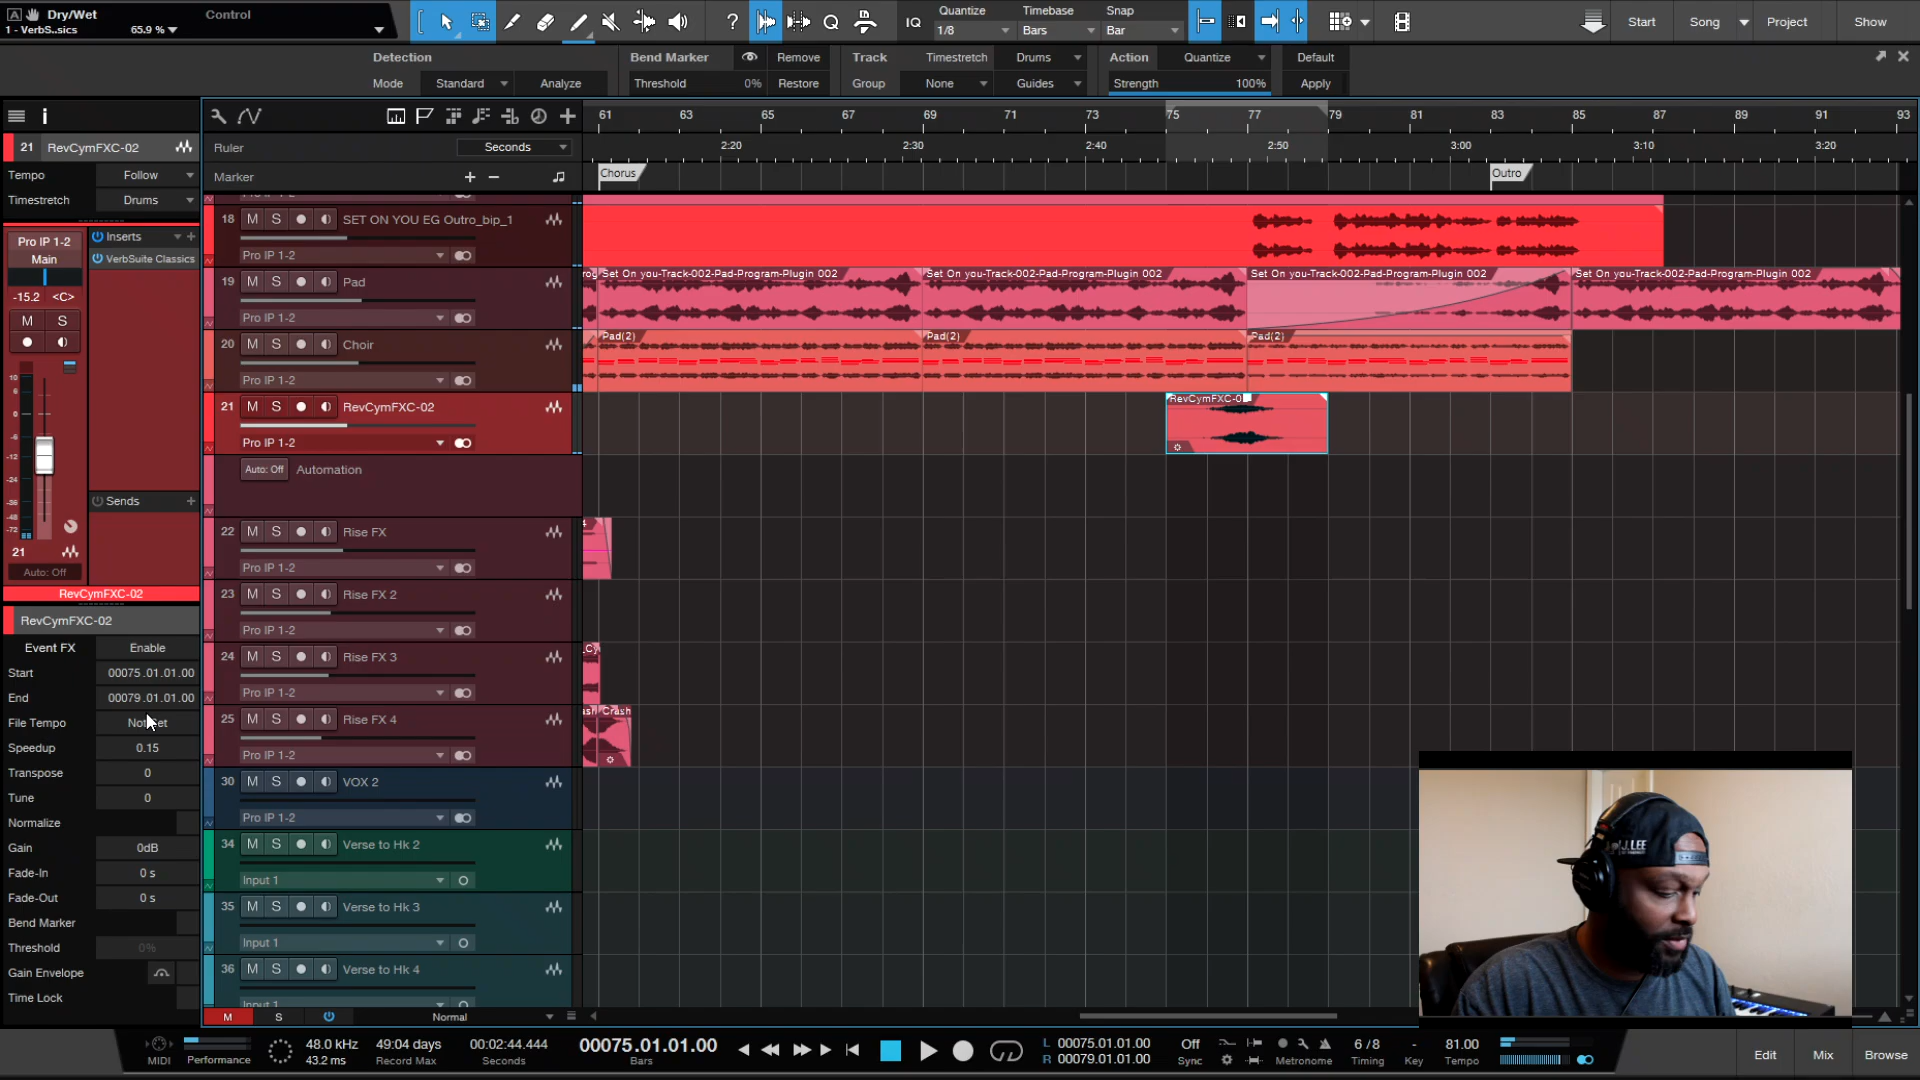 A Dry/Wet
1 - VerbS..sics 65.9 %
Control
Quantize
1/8
Timebase
Bars
Snap
Bar
IQ
Start
Song
Project
Show
Detection
Mode
Standard
Analyze
Bend Marker
Remove
Threshold 0%
Restore
Track
Timestretch
Drums
Group
None
Guides
Action
Quantize
Default
Strength 100%
Apply
i
21 RevCymFXC-02
Tempo Follow
Timestretch Drums
Pro IP 1-2
Main
-15.2 <C>
M S
Inserts
VerbSuite Classics
Sends
21
Auto: Off
RevCymFXC-02
RevCymFXC-02
Event FX Enable
Start 00075.01.01.00
End 00079.01.01.00
File Tempo
Speedup 0.15
Transpose 0
Tune 0
Normalize
Gain 0dB
Fade-In 0 s
Fade-Out 0 s
Bend Marker
Threshold 0%
Gain Envelope
Time Lock
Ruler Seconds
Marker
61 63 65 67 69 71 73 75 77 79 81 83 85 87 89 91 93
2:20 2:30 2:40 2:50 3:00 3:10 3:20
Chorus
Outro
18 M S SET ON YOU EG Outro_bip_1
Pro IP 1-2
19 M S Pad
Pro IP 1-2
Set On you-Track-002-Pad-Program-Plugin 002
Set On you-Track-002-Pad-Program-Plugin 002
Set On you-Track-002-Pad-Program-Plugin 002
Set On you-Track-002-Pad-Program-Plugin 002
20 M S Choir
Pro IP 1-2
Pad(2)
Pad(2)
Pad(2)
21 M S RevCymFXC-02
Pro IP 1-2
RevCymFXC-0
Auto: Off Automation
22 M S Rise FX
Pro IP 1-2
23 M S Rise FX 2
Pro IP 1-2
24 M S Rise FX 3
Pro IP 1-2
25 M S Rise FX 4
Pro IP 1-2
Crash
30 M S VOX 2
Pro IP 1-2
34 M S Verse to Hk 2
Input 1
35 M S Verse to Hk 3
Input 1
36 M S Verse to Hk 4
Input 1
M S Normal
J.LEE
MIDI
Performance
48.0 kHz
43.2 ms
49:04 days
Record Max
00:02:44.444
Seconds
00075.01.01.00
Bars
L 00075.01.01.00
R 00079.01.01.00
Off
Sync
Metronome
6 / 8
Timing
-
Key
81.00
Tempo
Edit
Mix
Browse